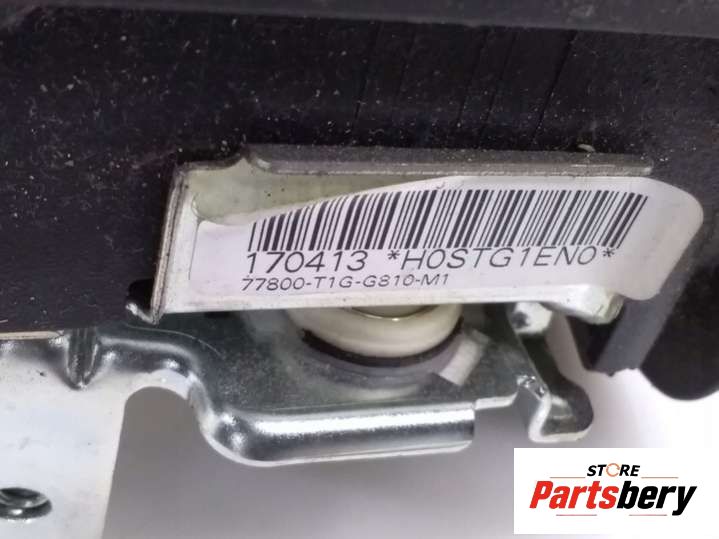 170413 *H0STG1EN0*
77800-T1G-G810-M1
STORE
Partsbery